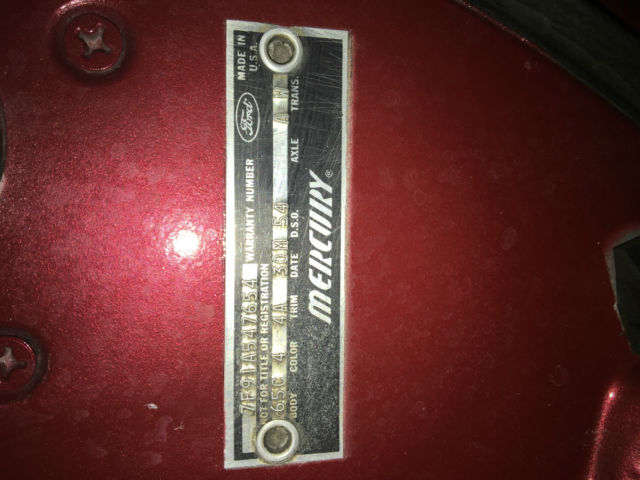 7F91A547654 WARRANTY NUMBER Ford MADE IN U.S.A.
NOT FOR TITLE OR REGISTRATION
65C 4 4A 30M 54 A W
BODY COLOR TRIM DATE D.S.O. AXLE TRANS.
MERCURY®